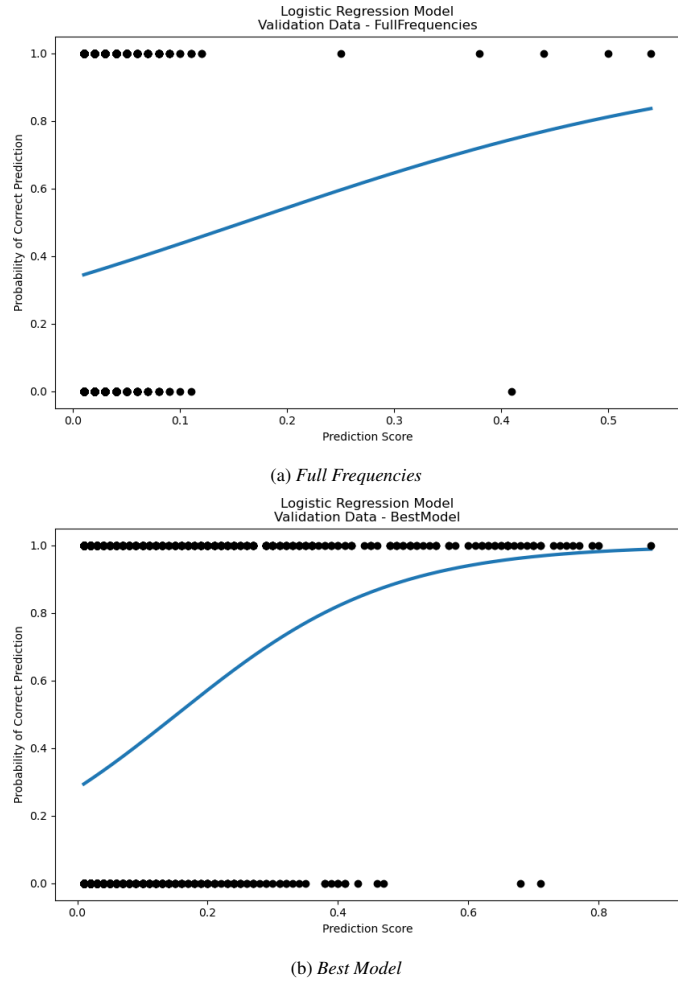 Logistic Regression Model
Validation Data - FullFrequencies
1.0
0.8
0.6
0.4
0.2
0.0
Probability of Correct Prediction
0.0 0.1 0.2 0.3 0.4 0.5
Prediction Score
(a) Full Frequencies
Logistic Regression Model
Validation Data - BestModel
1.0
0.8
0.6
0.4
0.2
0.0
Probability of Correct Prediction
0.0 0.2 0.4 0.6 0.8
Prediction Score
(b) Best Model